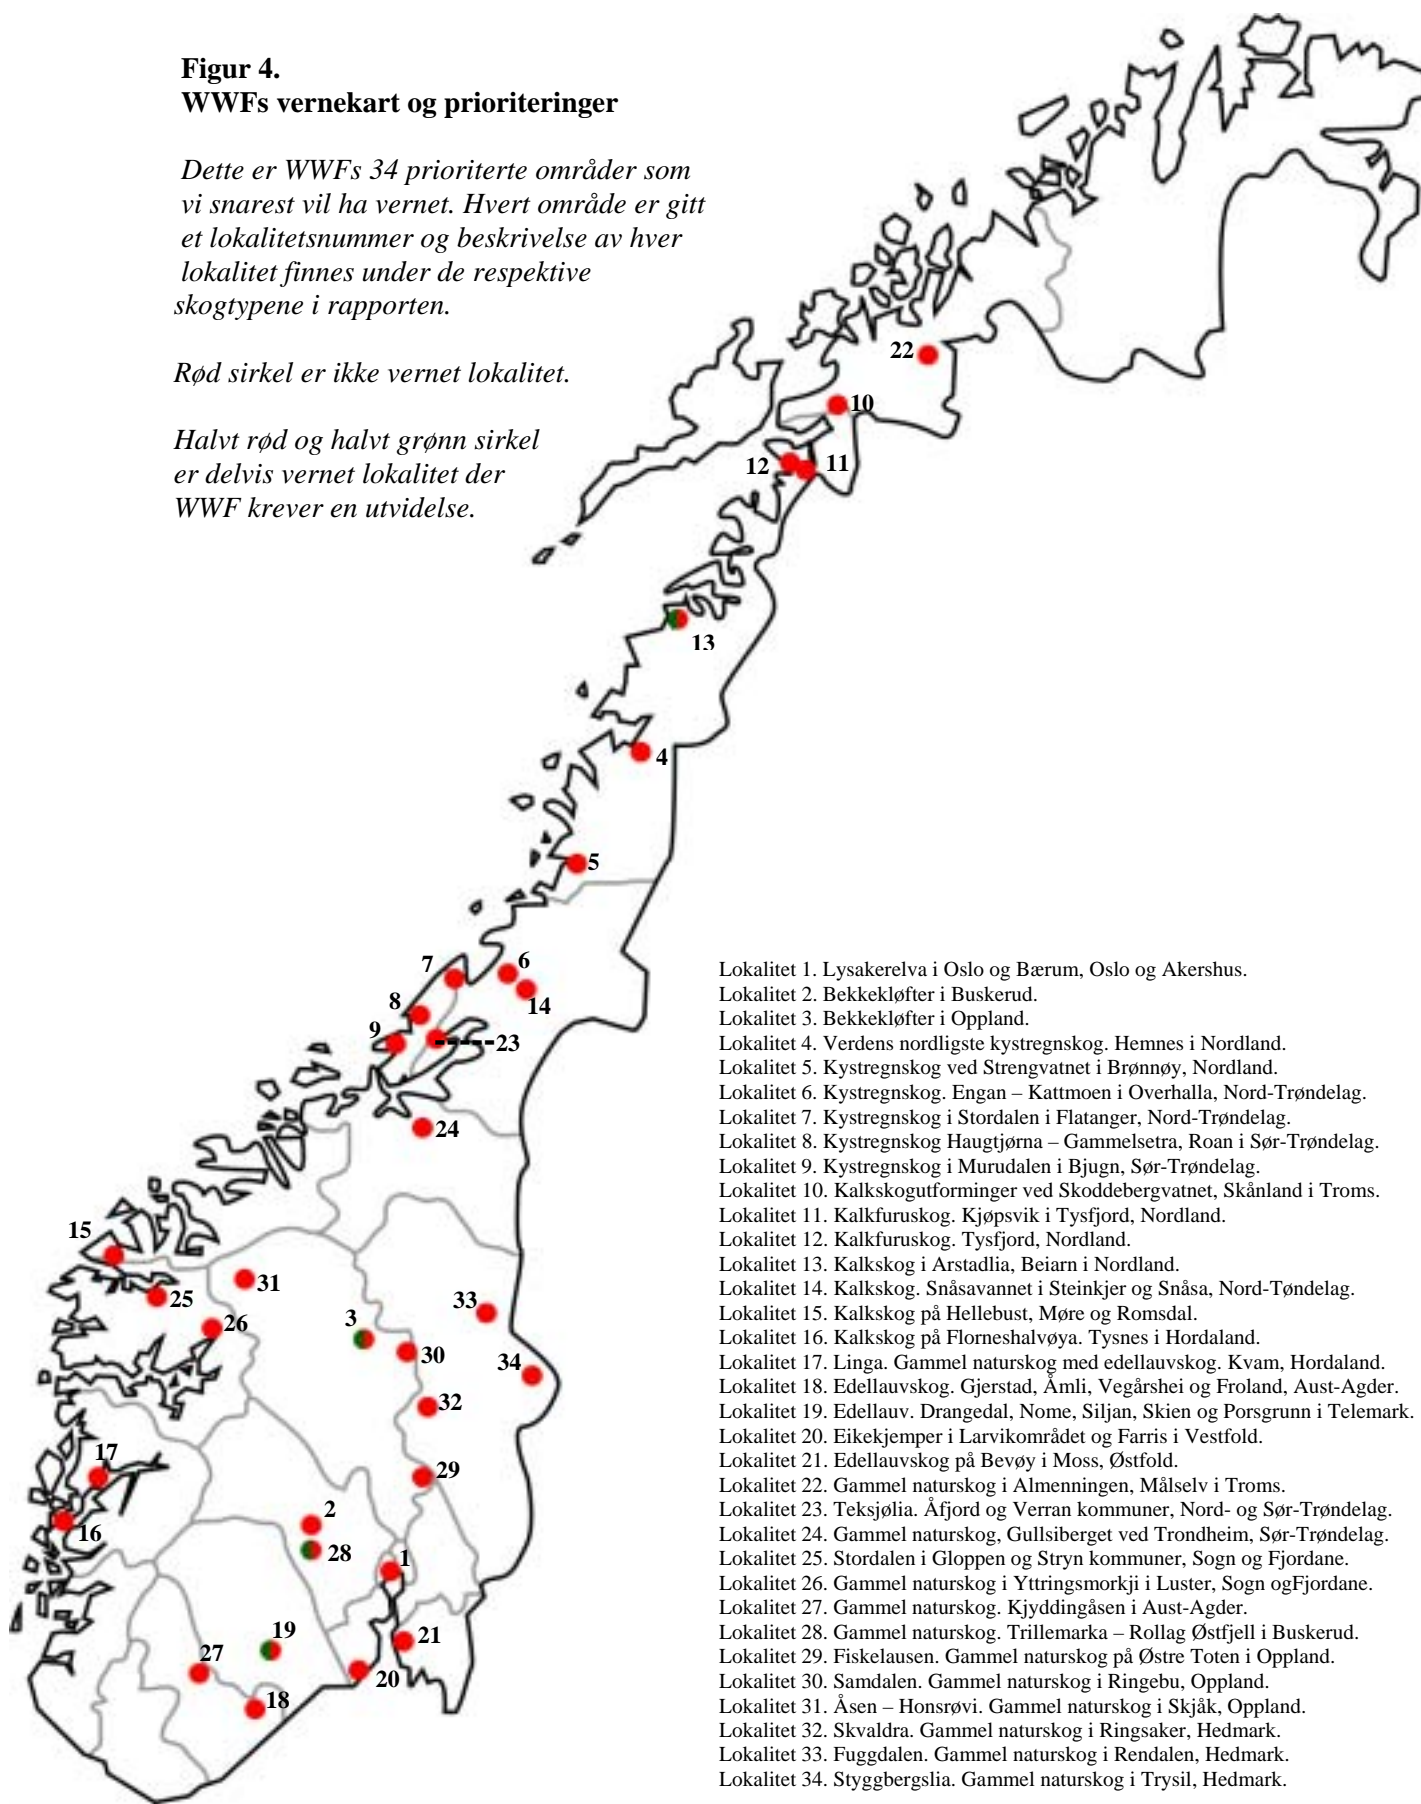 Figur 4.
WWFs vernekart og prioriteringer
Dette er WWFs 34 prioriterte områder som
vi snarest vil ha vernet. Hvert område er gitt
et lokalitetsnummer og beskrivelse av hver
lokalitet finnes under de respektive
skogtypene i rapporten.
Rød sirkel er ikke vernet lokalitet.
Halvt rød og halvt grønn sirkel
er delvis vernet lokalitet der
WWF krever en utvidelse.
22
10
12
11
13
4
5
7
6
14
8
9
23
24
15
31
25
26
3
33
30
34
32
17
29
16
2
28
1
19
21
27
20
18
Lokalitet 1. Lysakerelva i Oslo og Bærum, Oslo og Akershus.
Lokalitet 2. Bekkekløfter i Buskerud.
Lokalitet 3. Bekkekløfter i Oppland.
Lokalitet 4. Verdens nordligste kystregnskog. Hemnes i Nordland.
Lokalitet 5. Kystregnskog ved Strengvatnet i Brønnøy, Nordland.
Lokalitet 6. Kystregnskog. Engan – Kattmoen i Overhalla, Nord-Trøndelag.
Lokalitet 7. Kystregnskog i Stordalen i Flatanger, Nord-Trøndelag.
Lokalitet 8. Kystregnskog Haugtjørna – Gammelsetra, Roan i Sør-Trøndelag.
Lokalitet 9. Kystregnskog i Murudalen i Bjugn, Sør-Trøndelag.
Lokalitet 10. Kalkskogutforminger ved Skoddebergvatnet, Skånland i Troms.
Lokalitet 11. Kalkfuruskog. Kjøpsvik i Tysfjord, Nordland.
Lokalitet 12. Kalkfuruskog. Tysfjord, Nordland.
Lokalitet 13. Kalkskog i Arstadlia, Beiarn i Nordland.
Lokalitet 14. Kalkskog. Snåsavannet i Steinkjer og Snåsa, Nord-Tøndelag.
Lokalitet 15. Kalkskog på Hellebust, Møre og Romsdal.
Lokalitet 16. Kalkskog på Florneshalvøya. Tysnes i Hordaland.
Lokalitet 17. Linga. Gammel naturskog med edellauvskog. Kvam, Hordaland.
Lokalitet 18. Edellauvskog. Gjerstad, Åmli, Vegårshei og Froland, Aust-Agder.
Lokalitet 19. Edellauv. Drangedal, Nome, Siljan, Skien og Porsgrunn i Telemark.
Lokalitet 20. Eikekjemper i Larvikområdet og Farris i Vestfold.
Lokalitet 21. Edellauvskog på Bevøy i Moss, Østfold.
Lokalitet 22. Gammel naturskog i Almenningen, Målselv i Troms.
Lokalitet 23. Teksjølia. Åfjord og Verran kommuner, Nord- og Sør-Trøndelag.
Lokalitet 24. Gammel naturskog, Gullsiberget ved Trondheim, Sør-Trøndelag.
Lokalitet 25. Stordalen i Gloppen og Stryn kommuner, Sogn og Fjordane.
Lokalitet 26. Gammel naturskog i Yttringsmorkji i Luster, Sogn ogFjordane.
Lokalitet 27. Gammel naturskog. Kjyddingåsen i Aust-Agder.
Lokalitet 28. Gammel naturskog. Trillemarka – Rollag Østfjell i Buskerud.
Lokalitet 29. Fiskelausen. Gammel naturskog på Østre Toten i Oppland.
Lokalitet 30. Samdalen. Gammel naturskog i Ringebu, Oppland.
Lokalitet 31. Åsen – Honsrøvi. Gammel naturskog i Skjåk, Oppland.
Lokalitet 32. Skvaldra. Gammel naturskog i Ringsaker, Hedmark.
Lokalitet 33. Fuggdalen. Gammel naturskog i Rendalen, Hedmark.
Lokalitet 34. Styggbergslia. Gammel naturskog i Trysil, Hedmark.